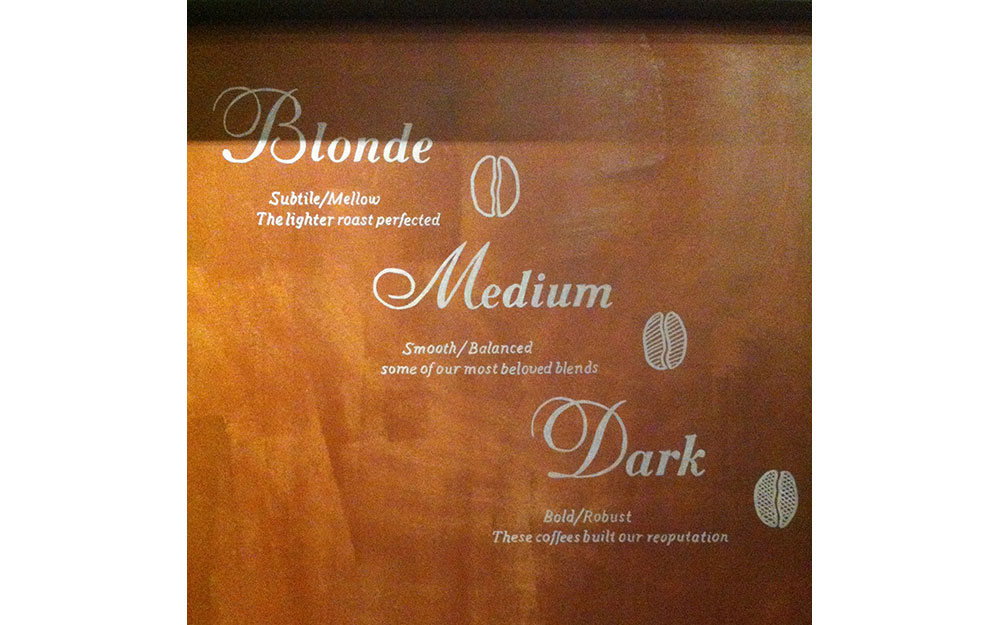 Blonde
Subtile/Mellow
The lighter roast perfected
Medium
Smooth/Balanced
some of our most beloved blends
Dark
Bold/Robust
These coffees built our reoputation